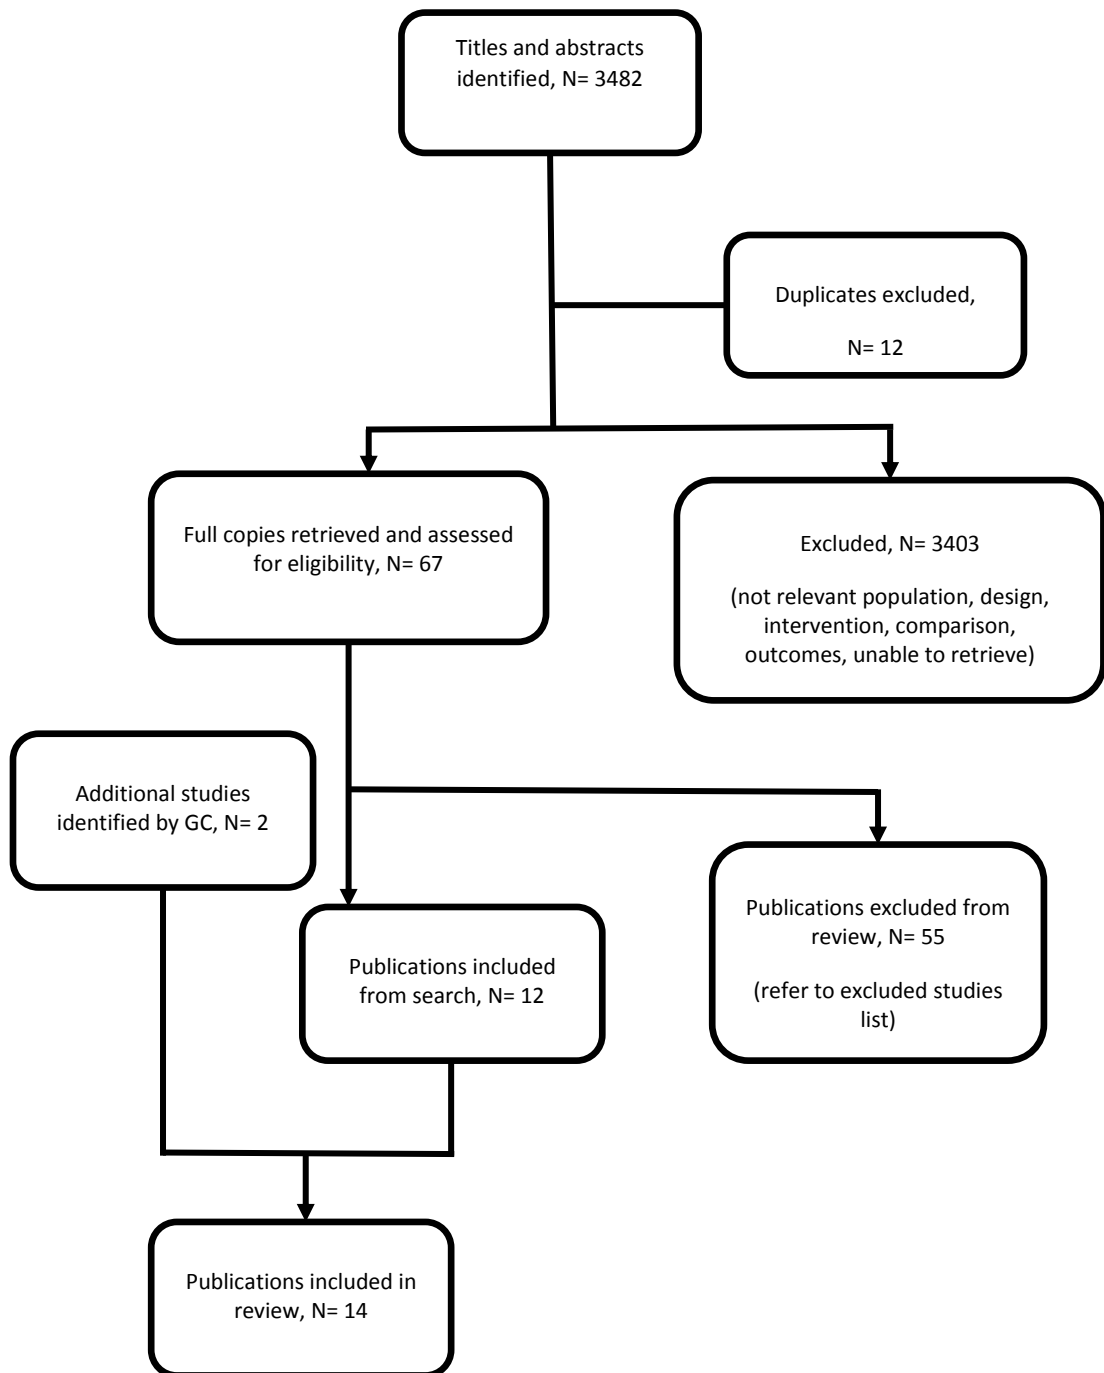 Titles and abstracts
identified, N= 3482
Duplicates excluded,
N= 12
Full copies retrieved and assessed
for eligibility, N= 67
Excluded, N= 3403
(not relevant population, design,
intervention, comparison,
outcomes, unable to retrieve)
Additional studies
identified by GC, N= 2
Publications included
from search, N= 12
Publications excluded from
review, N= 55
(refer to excluded studies
list)
Publications included in
review, N= 14